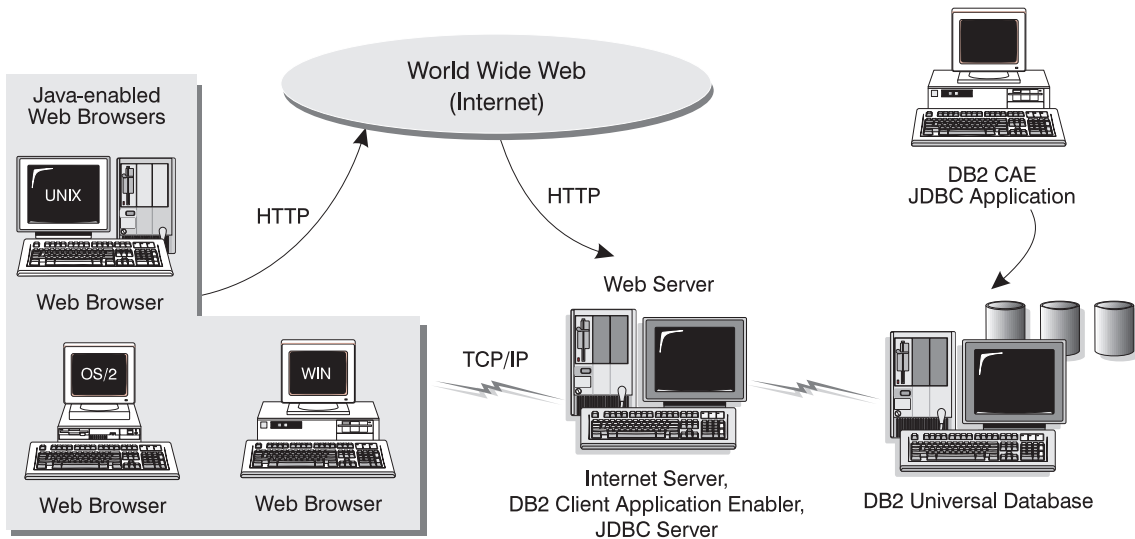 World Wide Web
(Internet)
Java-enabled
Web Browsers
UNIX
Web Browser
OS/2
Web Browser
WIN
Web Browser
HTTP
HTTP
TCP/IP
Web Server
Internet Server,
DB2 Client Application Enabler,
JDBC Server
DB2 CAE
JDBC Application
DB2 Universal Database